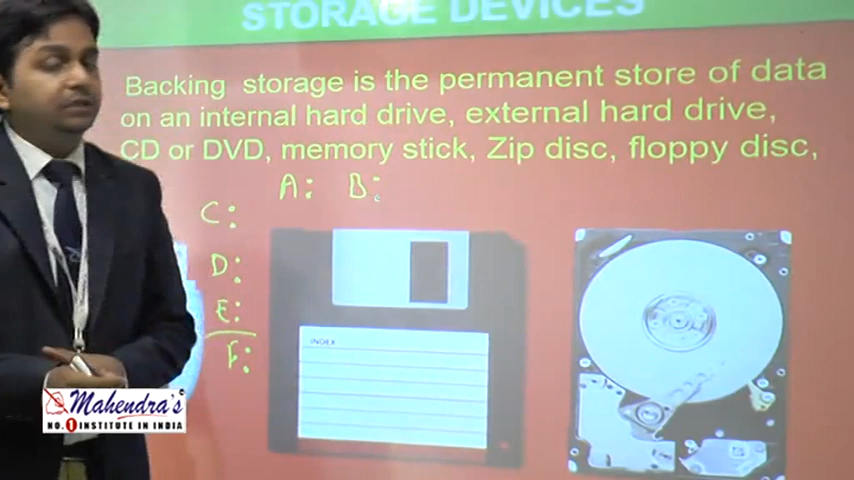 STORAGE DEVICES
Backing storage is the permanent store of data
on an internal hard drive, external hard drive,
CD or DVD, memory stick, Zip disc, floppy disc,
A: B:
C:
D:
E:
F:
INDEX
Mahendra's
NO. 1 INSTITUTE IN INDIA